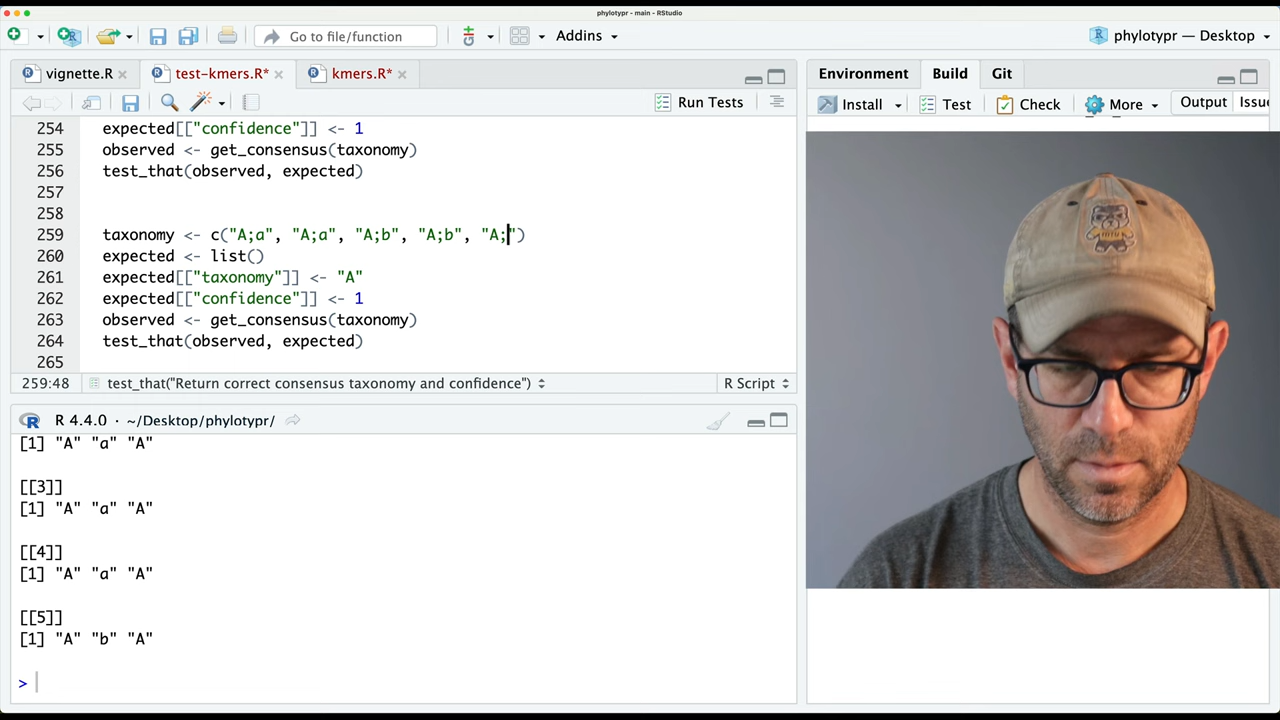 phylotypr - main - RStudio
Go to file/function
Addins
phylotypr — Desktop
vignette.R
test-kmers.R*
kmers.R*
Run Tests
254 expected[["confidence"]] <- 1
255 observed <- get_consensus(taxonomy)
256 test_that(observed, expected)
257
258
259 taxonomy <- c("A;a", "A;a", "A;b", "A;b", "A;")
260 expected <- list()
261 expected[["taxonomy"]] <- "A"
262 expected[["confidence"]] <- 1
263 observed <- get_consensus(taxonomy)
264 test_that(observed, expected)
265
259:48 test_that("Return correct consensus taxonomy and confidence") R Script
R 4.4.0 · ~/Desktop/phylotypr/
[1] "A" "a" "A"
[[3]]
[1] "A" "a" "A"
[[4]]
[1] "A" "a" "A"
[[5]]
[1] "A" "b" "A"
>
Environment Build Git
Install Test Check More Output Issue